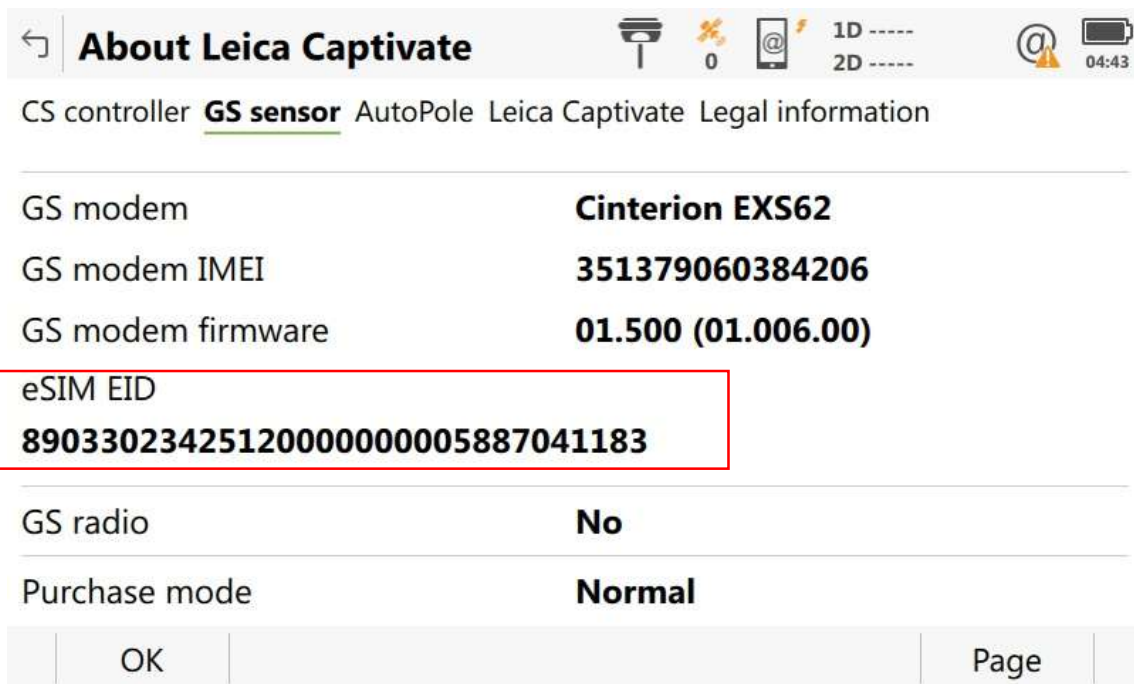 About Leica Captivate
0
@
1D -----
2D -----
@
04:43
CS controller GS sensor AutoPole Leica Captivate Legal information
GS modem Cinterion EXS62
GS modem IMEI 351379060384206
GS modem firmware 01.500 (01.006.00)
eSIM EID
89033023425120000000005887041183
GS radio No
Purchase mode Normal
OK Page